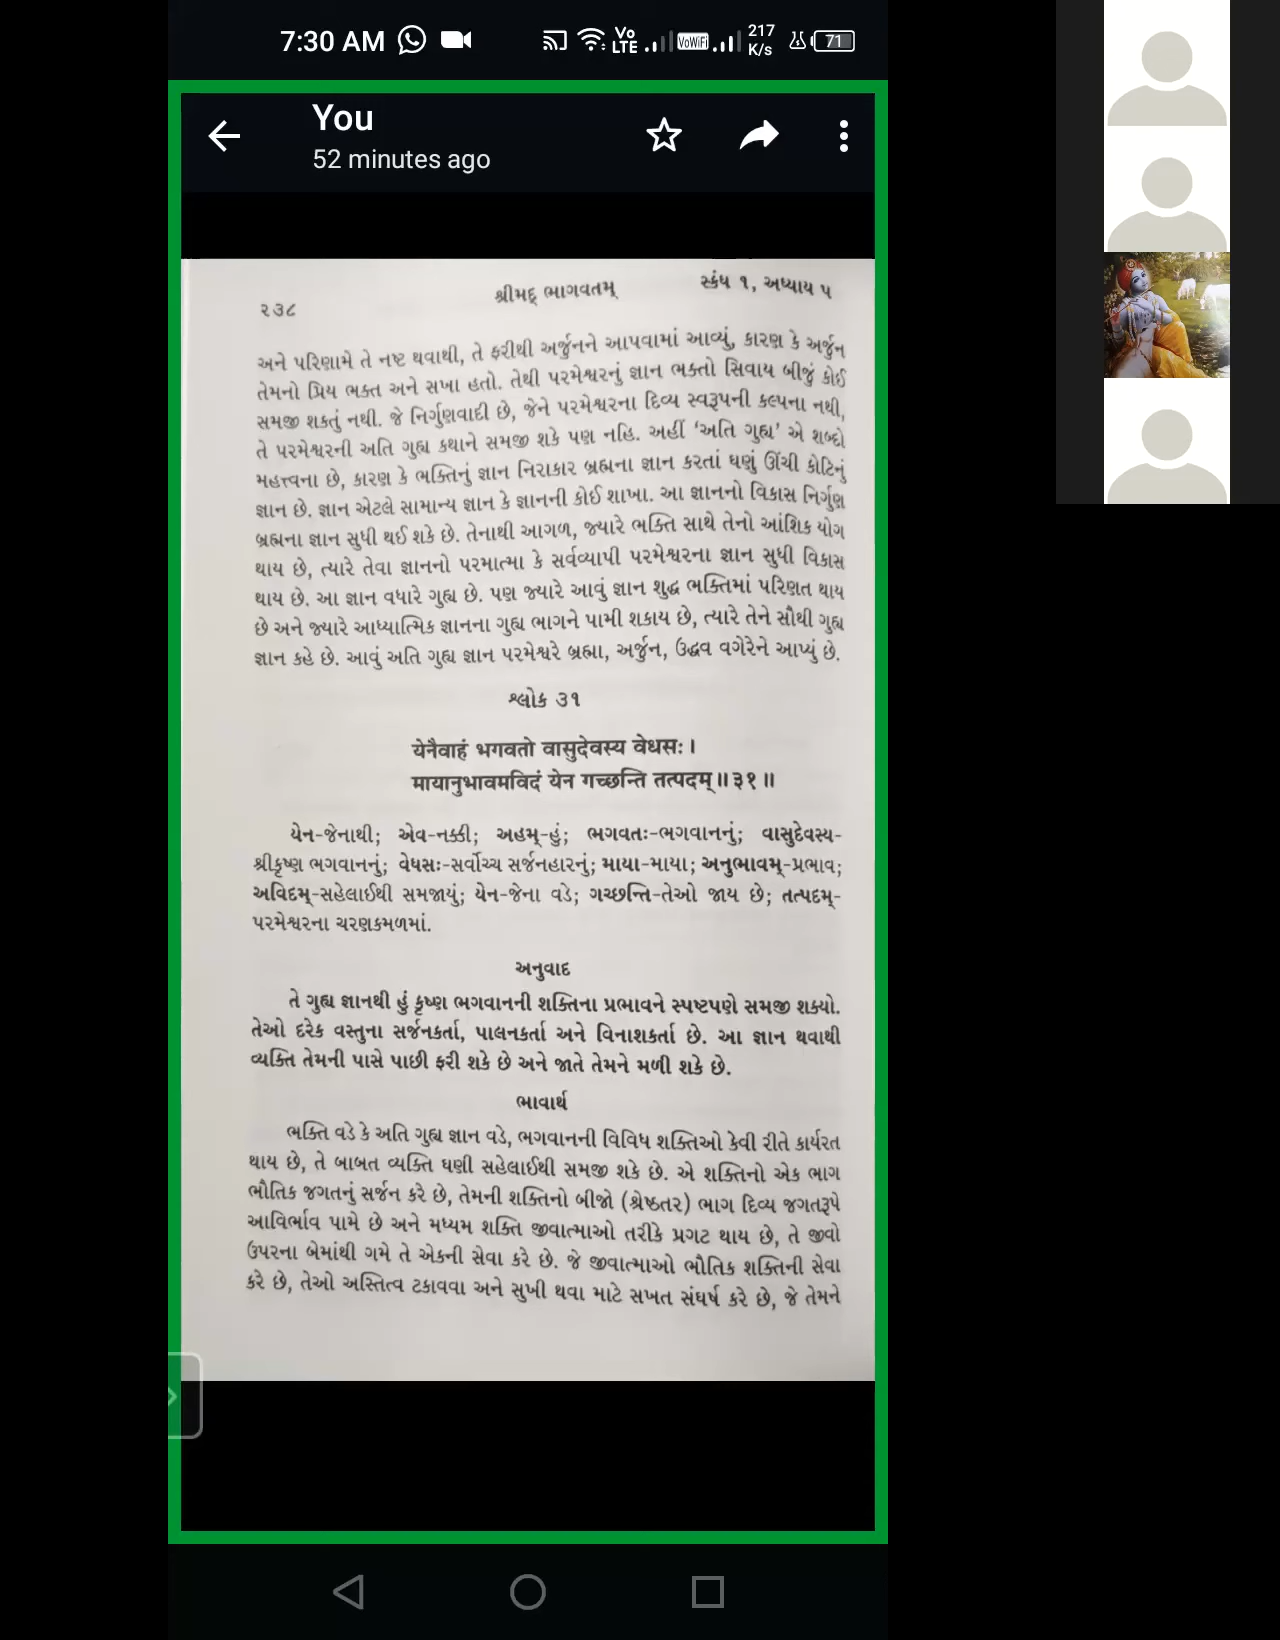 7:30 AM
Vo
LTE
VoWiFi
217
K/s
71
You
52 minutes ago
૨૩૮
શ્રીમદ્ ભાગવતમ્
સ્કંધ ૧, અધ્યાય ૫
અને પરિણામે તે નષ્ટ થવાથી, તે ફરીથી અર્જુનને આપવામાં આવ્યું, કારણ કે અર્જુન
તેમનો પ્રિય ભક્ત અને સખા હતો. તેથી પરમેશ્વરનું જ્ઞાન ભક્તો સિવાય બીજું કોઈ
સમજી શકતું નથી. જે નિર્ગુણવાદી છે, જેને પરમેશ્વરના દિવ્ય સ્વરૂપની કલ્પના નથી,
તે પરમેશ્વરની અતિ ગુહ્ય કથાને સમજી શકે પણ નહિ. અહીં ‘અતિ ગુહ્ય’ એ શબ્દો
મહત્ત્વના છે, કારણ કે ભક્તિનું જ્ઞાન નિરાકાર બ્રહ્મના જ્ઞાન કરતાં ઘણું ઊંચી કોટિનું
જ્ઞાન છે. જ્ઞાન એટલે સામાન્ય જ્ઞાન કે જ્ઞાનની કોઈ શાખા. આ જ્ઞાનનો વિકાસ નિર્ગુણ
બ્રહ્મના જ્ઞાન સુધી થઈ શકે છે. તેનાથી આગળ, જ્યારે ભક્તિ સાથે તેનો આંશિક યોગ
થાય છે, ત્યારે તેવા જ્ઞાનનો પરમાત્મા કે સર્વવ્યાપી પરમેશ્વરના જ્ઞાન સુધી વિકાસ
થાય છે. આ જ્ઞાન વધારે ગુહ્ય છે. પણ જ્યારે આવું જ્ઞાન શુદ્ધ ભક્તિમાં પરિણત થાય
છે અને જ્યારે આધ્યાત્મિક જ્ઞાનના ગુહ્ય ભાગને પામી શકાય છે, ત્યારે તેને સૌથી ગુહ્ય
જ્ઞાન કહે છે. આવું અતિ ગુહ્ય જ્ઞાન પરમેશ્વરે બ્રહ્મા, અર્જુન, ઉદ્ધવ વગેરેને આપ્યું છે.
શ્લોક ૩૧
येनैवाहं भगवतो वासुदेवस्य वेधसः ।
मायानुभावमविदं येन गच्छन्ति तत्पदम् ॥ ३१ ॥
યેન-જેનાથી; એવ-નક્કી; અહમ્-હું; ભગવતઃ-ભગવાનનું; વાસુદેવસ્ય-
શ્રીકૃષ્ણ ભગવાનનું; વેધસઃ-સર્વોચ્ચ સર્જનહારનું; માયા-માયા; અનુભાવમ્-પ્રભાવ;
અવિદમ્-સહેલાઈથી સમજાયું; યેન-જેના વડે; ગચ્છન્તિ-તેઓ જાય છે; તત્પદમ્-
પરમેશ્વરના ચરણકમળમાં.
અનુવાદ
તે ગુહ્ય જ્ઞાનથી હું કૃષ્ણ ભગવાનની શક્તિના પ્રભાવને સ્પષ્ટપણે સમજી શક્યો.
તેઓ દરેક વસ્તુના સર્જનકર્તા, પાલનકર્તા અને વિનાશકર્તા છે. આ જ્ઞાન થવાથી
વ્યક્તિ તેમની પાસે પાછી ફરી શકે છે અને જાતે તેમને મળી શકે છે.
ભાવાર્થ
ભક્તિ વડે કે અતિ ગુહ્ય જ્ઞાન વડે, ભગવાનની વિવિધ શક્તિઓ કેવી રીતે કાર્યરત
થાય છે, તે બાબત વ્યક્તિ ઘણી સહેલાઈથી સમજી શકે છે. એ શક્તિનો એક ભાગ
ભૌતિક જગતનું સર્જન કરે છે, તેમની શક્તિનો બીજો (શ્રેષ્ઠતર) ભાગ દિવ્ય જગતરૂપે
આવિર્ભાવ પામે છે અને મધ્યમ શક્તિ જીવાત્માઓ તરીકે પ્રગટ થાય છે, તે જીવો
ઉપરના બેમાંથી ગમે તે એકની સેવા કરે છે. જે જીવાત્માઓ ભૌતિક શક્તિની સેવા
કરે છે, તેઓ અસ્તિત્વ ટકાવવા અને સુખી થવા માટે સખત સંઘર્ષ કરે છે, જે તેમને